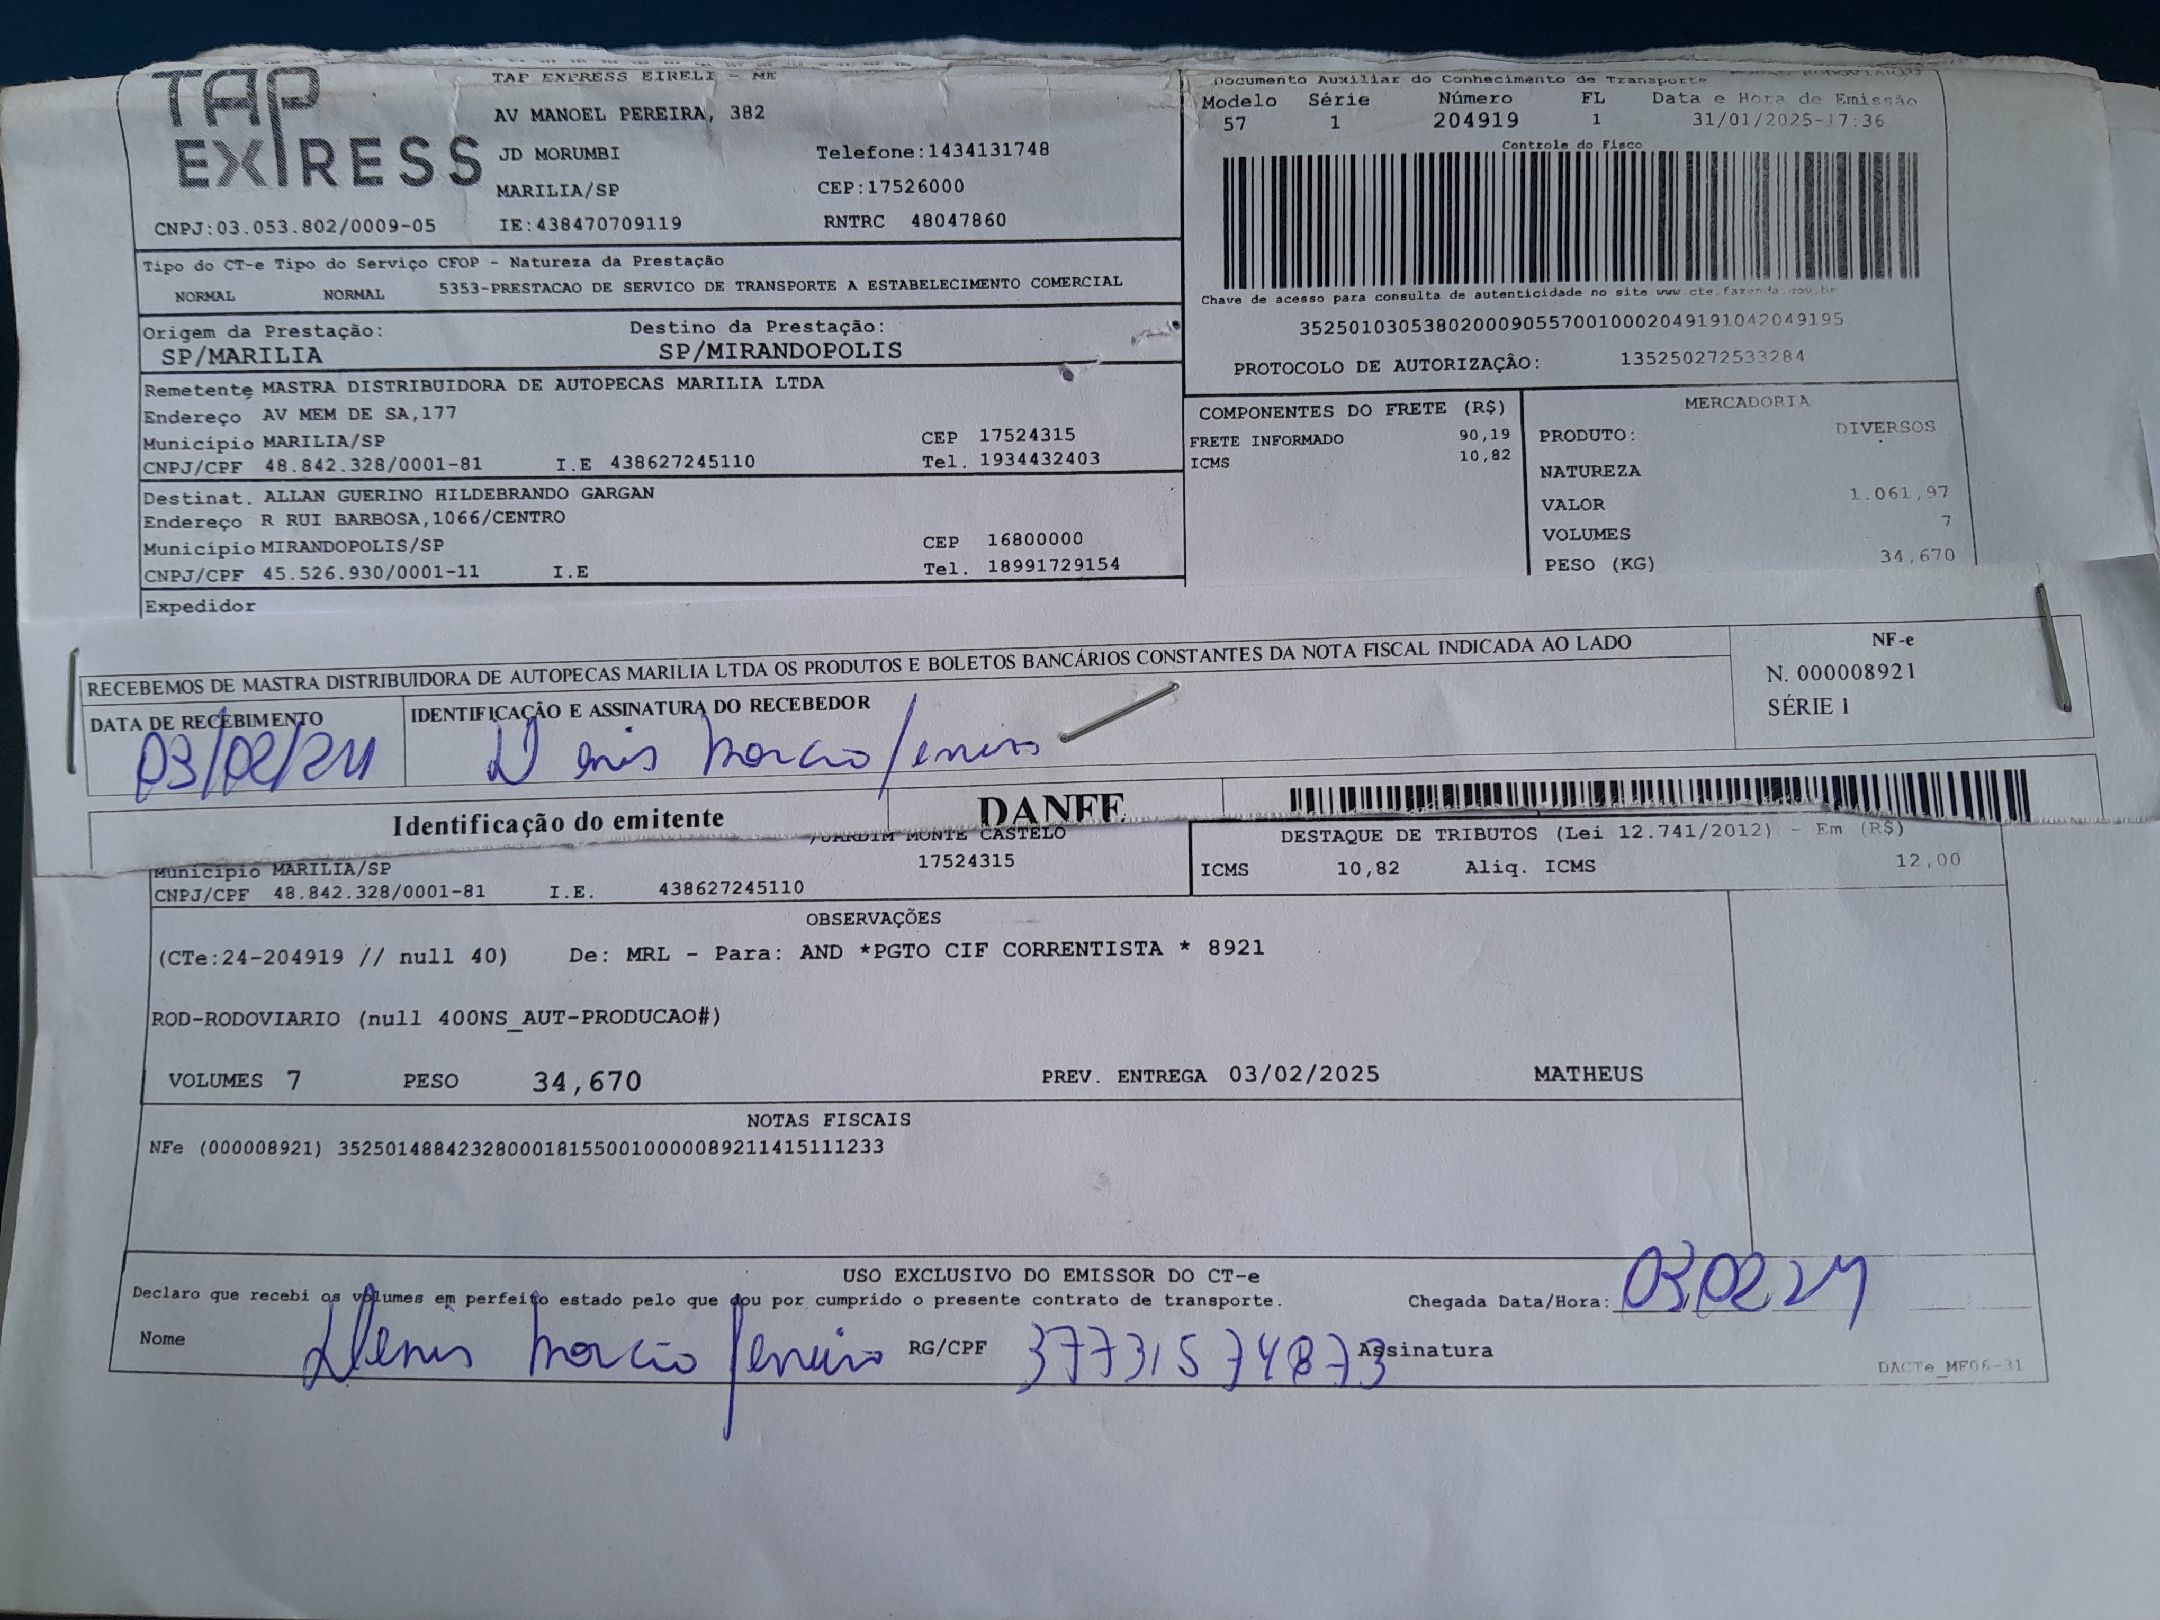 TAP EXPRESS
TAP EXPRESS EIRELI - ME
AV MANOEL PEREIRA, 382
JD MORUMBI Telefone:1434131748
MARILIA/SP CEP:17526000
CNPJ:03.053.802/0009-05 IE:438470709119 RNTRC 48047860
Documento Auxiliar do Conhecimento de Transporte
Modelo Série Número FL Data e Hora de Emissão
57 1 204919 1 31/01/2025-17:36
Controle do Fisco
Chave de acesso para consulta de autenticidade no site www.cte.fazenda.gov.br
35250103053802000905570010002049191042049195
PROTOCOLO DE AUTORIZAÇÃO: 135250272533284
Tipo do CT-e Tipo do Serviço CFOP - Natureza da Prestação
NORMAL NORMAL 5353-PRESTACAO DE SERVICO DE TRANSPORTE A ESTABELECIMENTO COMERCIAL
Origem da Prestação: Destino da Prestação:
SP/MARILIA SP/MIRANDOPOLIS
Remetente MASTRA DISTRIBUIDORA DE AUTOPECAS MARILIA LTDA
Endereço AV MEM DE SA,177
Município MARILIA/SP CEP 17524315
CNPJ/CPF 48.842.328/0001-81 I.E 438627245110 Tel. 1934432403
Destinat. ALLAN GUERINO HILDEBRANDO GARGAN
Endereço R RUI BARBOSA,1066/CENTRO
Município MIRANDOPOLIS/SP CEP 16800000
CNPJ/CPF 45.526.930/0001-11 I.E Tel. 18991729154
Expedidor
COMPONENTES DO FRETE (R$)
FRETE INFORMADO 90,19
ICMS 10,82
MERCADORIA
PRODUTO: DIVERSOS
NATUREZA
VALOR 1.061,97
VOLUMES 7
PESO (KG) 34,670
RECEBEMOS DE MASTRA DISTRIBUIDORA DE AUTOPECAS MARILIA LTDA OS PRODUTOS E BOLETOS BANCÁRIOS CONSTANTES DA NOTA FISCAL INDICADA AO LADO
NF-e
N. 000008921
SÉRIE 1
DATA DE RECEBIMENTO IDENTIFICAÇÃO E ASSINATURA DO RECEBEDOR
03/02/24 Denis Marcio Ferreira
Identificação do emitente DANFE
/JARDIM MONTE CASTELO
Município MARILIA/SP 17524315
CNPJ/CPF 48.842.328/0001-81 I.E. 438627245110
DESTAQUE DE TRIBUTOS (Lei 12.741/2012) - Em (R$)
ICMS 10,82 Aliq. ICMS 12,00
OBSERVAÇÕES
(CTe:24-204919 // null 40) De: MRL - Para: AND *PGTO CIF CORRENTISTA * 8921
ROD-RODOVIARIO (null 400NS_AUT-PRODUCAO#)
VOLUMES 7 PESO 34,670 PREV. ENTREGA 03/02/2025 MATHEUS
NOTAS FISCAIS
NFe (000008921) 35250148842328000181550010000089211415111233
USO EXCLUSIVO DO EMISSOR DO CT-e
Declaro que recebi os volumes em perfeito estado pelo que dou por cumprido o presente contrato de transporte. Chegada Data/Hora: 03/02/24
Nome Denis Marcio Ferreira RG/CPF 37731574873 Assinatura
DACTe_MF06-31